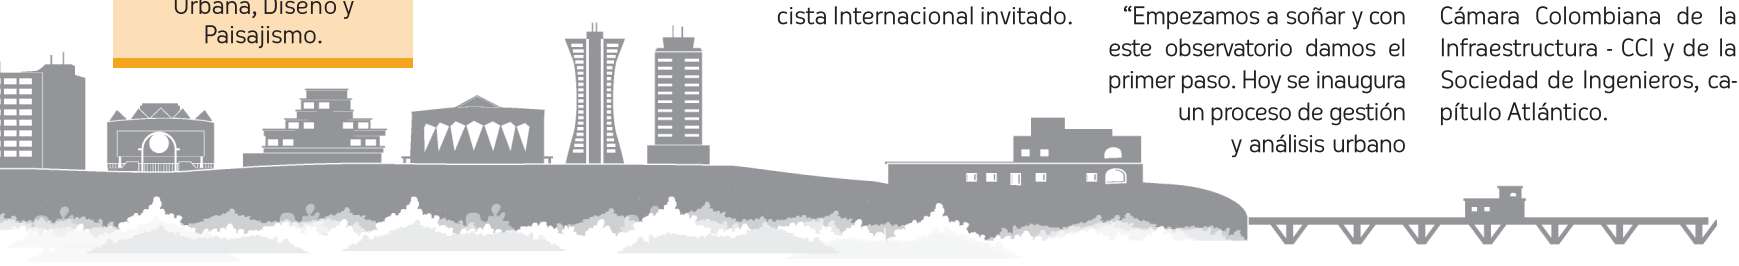 Urbana, Diseño y
Paisajismo.
cista Internacional invitado.
“Empezamos a soñar y con
este observatorio damos el
primer paso. Hoy se inaugura
un proceso de gestión
y análisis urbano
Cámara Colombiana de la
Infraestructura - CCI y de la
Sociedad de Ingenieros, ca-
pítulo Atlántico.